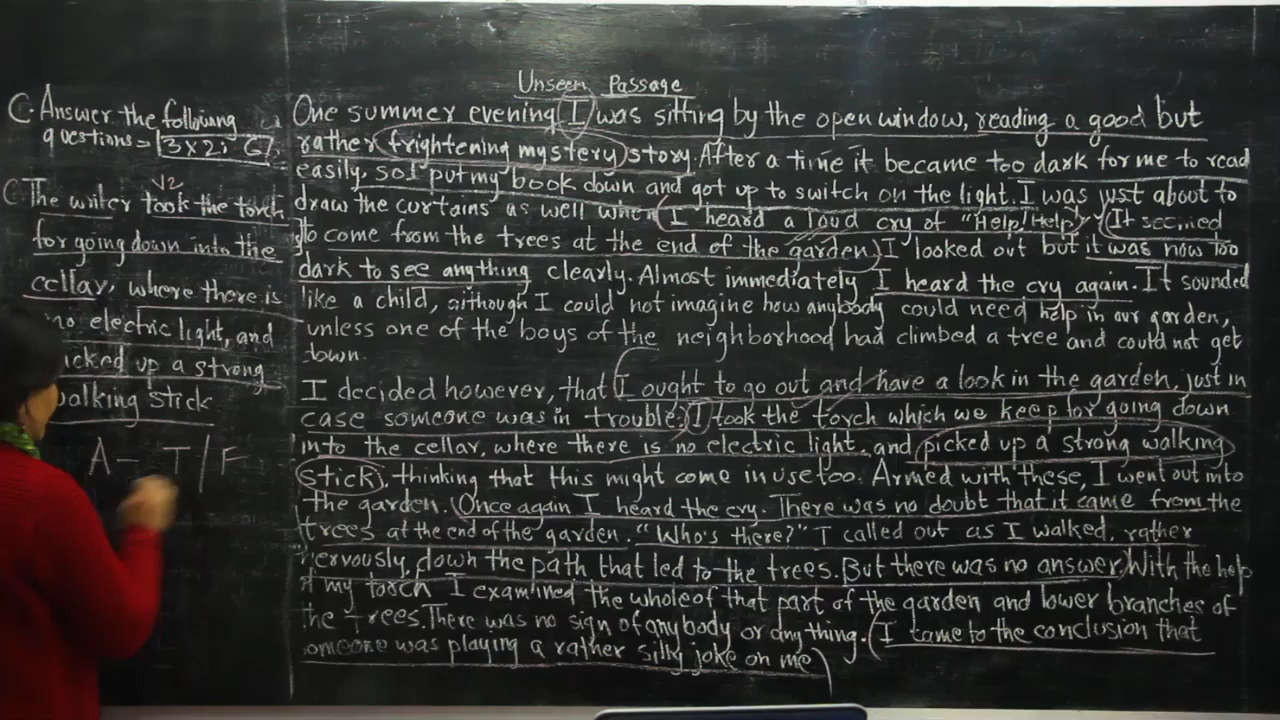 Unseen Passage
C. Answer the following
questions = 3x2; 6
C. The writer took the torch
V2
for going down into the
cellar, where there is
no electric light, and
icked up a strong
walking stick
A - T/F
One summer evening I was sitting by the open window, reading a good but
rather frightening mystery story. After a time it became too dark for me to read
easily, so I put my book down and got up to switch on the light. I was just about to
draw the curtains as well when I heard a loud cry of "Help! Help!" It seemed
to come from the trees at the end of the garden. I looked out but it was now too
dark to see anything clearly. Almost immediately I heard the cry again. It sounded
like a child, although I could not imagine how anybody could need help in our garden,
unless one of the boys of the neighborhood had climbed a tree and could not get
down.
I decided however, that I ought to go out and have a look in the garden, just in
case someone was in trouble. I took the torch which we keep for going down
into the cellar, where there is no electric light, and picked up a strong walking
stick, thinking that this might come in use too. Armed with these, I went out into
the garden. Once again I heard the cry. There was no doubt that it came from the
trees at the end of the garden. "Who's there?" I called out as I walked, rather
nervously, down the path that led to the trees. But there was no answer. With the help
of my torch I examined the whole of that part of the garden and lower branches of
the trees. There was no sign of anybody or anything. I came to the conclusion that
omeone was playing a rather silly joke on me